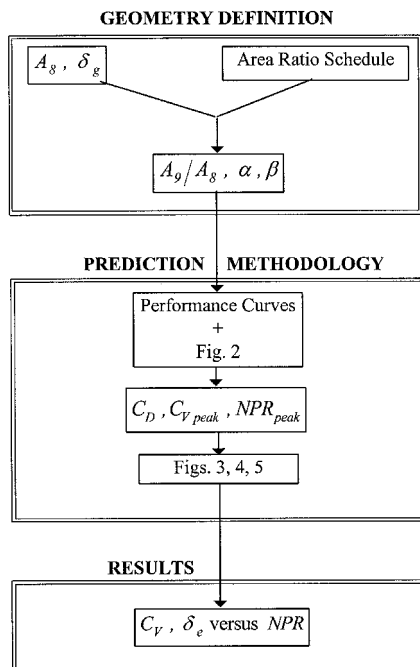 GEOMETRY DEFINITION
A8 , δg
Area Ratio Schedule
A9/A8 , α, β
PREDICTION METHODOLOGY
Performance Curves
+
Fig. 2
CD , CV peak , NPRpeak
Figs. 3, 4, 5
RESULTS
CV , δe versus NPR